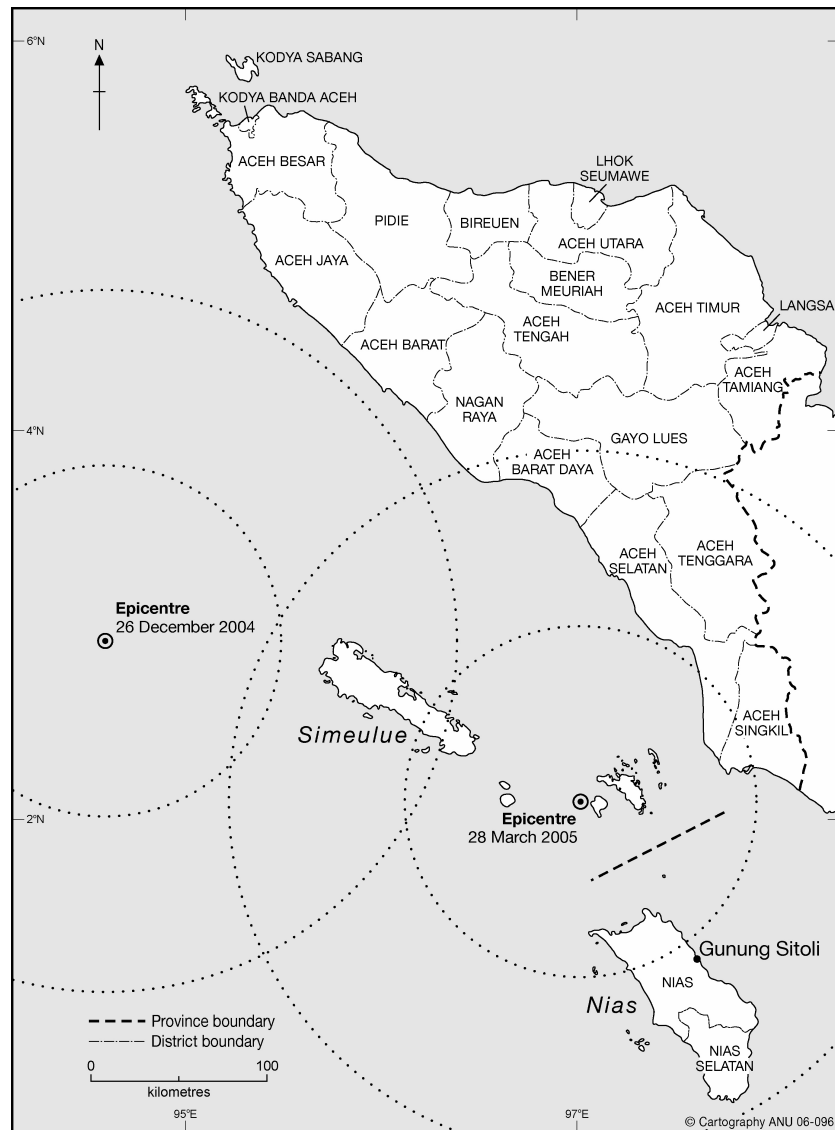 6°N
N
KODYA SABANG
KODYA BANDA ACEH
ACEH BESAR
LHOK
SEUMAWE
PIDIE
BIREUEN
ACEH UTARA
ACEH JAYA
BENER
MEURIAH
ACEH TIMUR
LANGSA
ACEH
TENGAH
ACEH BARAT
ACEH
TAMIANG
NAGAN
RAYA
4°N
GAYO LUES
ACEH
BARAT DAYA
ACEH
SELATAN
ACEH
TENGGARA
Epicentre
26 December 2004
Simeulue
ACEH
SINGKIL
2°N
Epicentre
28 March 2005
Gunung Sitoli
NIAS
Nias
NIAS
SELATAN
Province boundary
District boundary
0 100
kilometres
95°E
97°E
© Cartography ANU 06-096